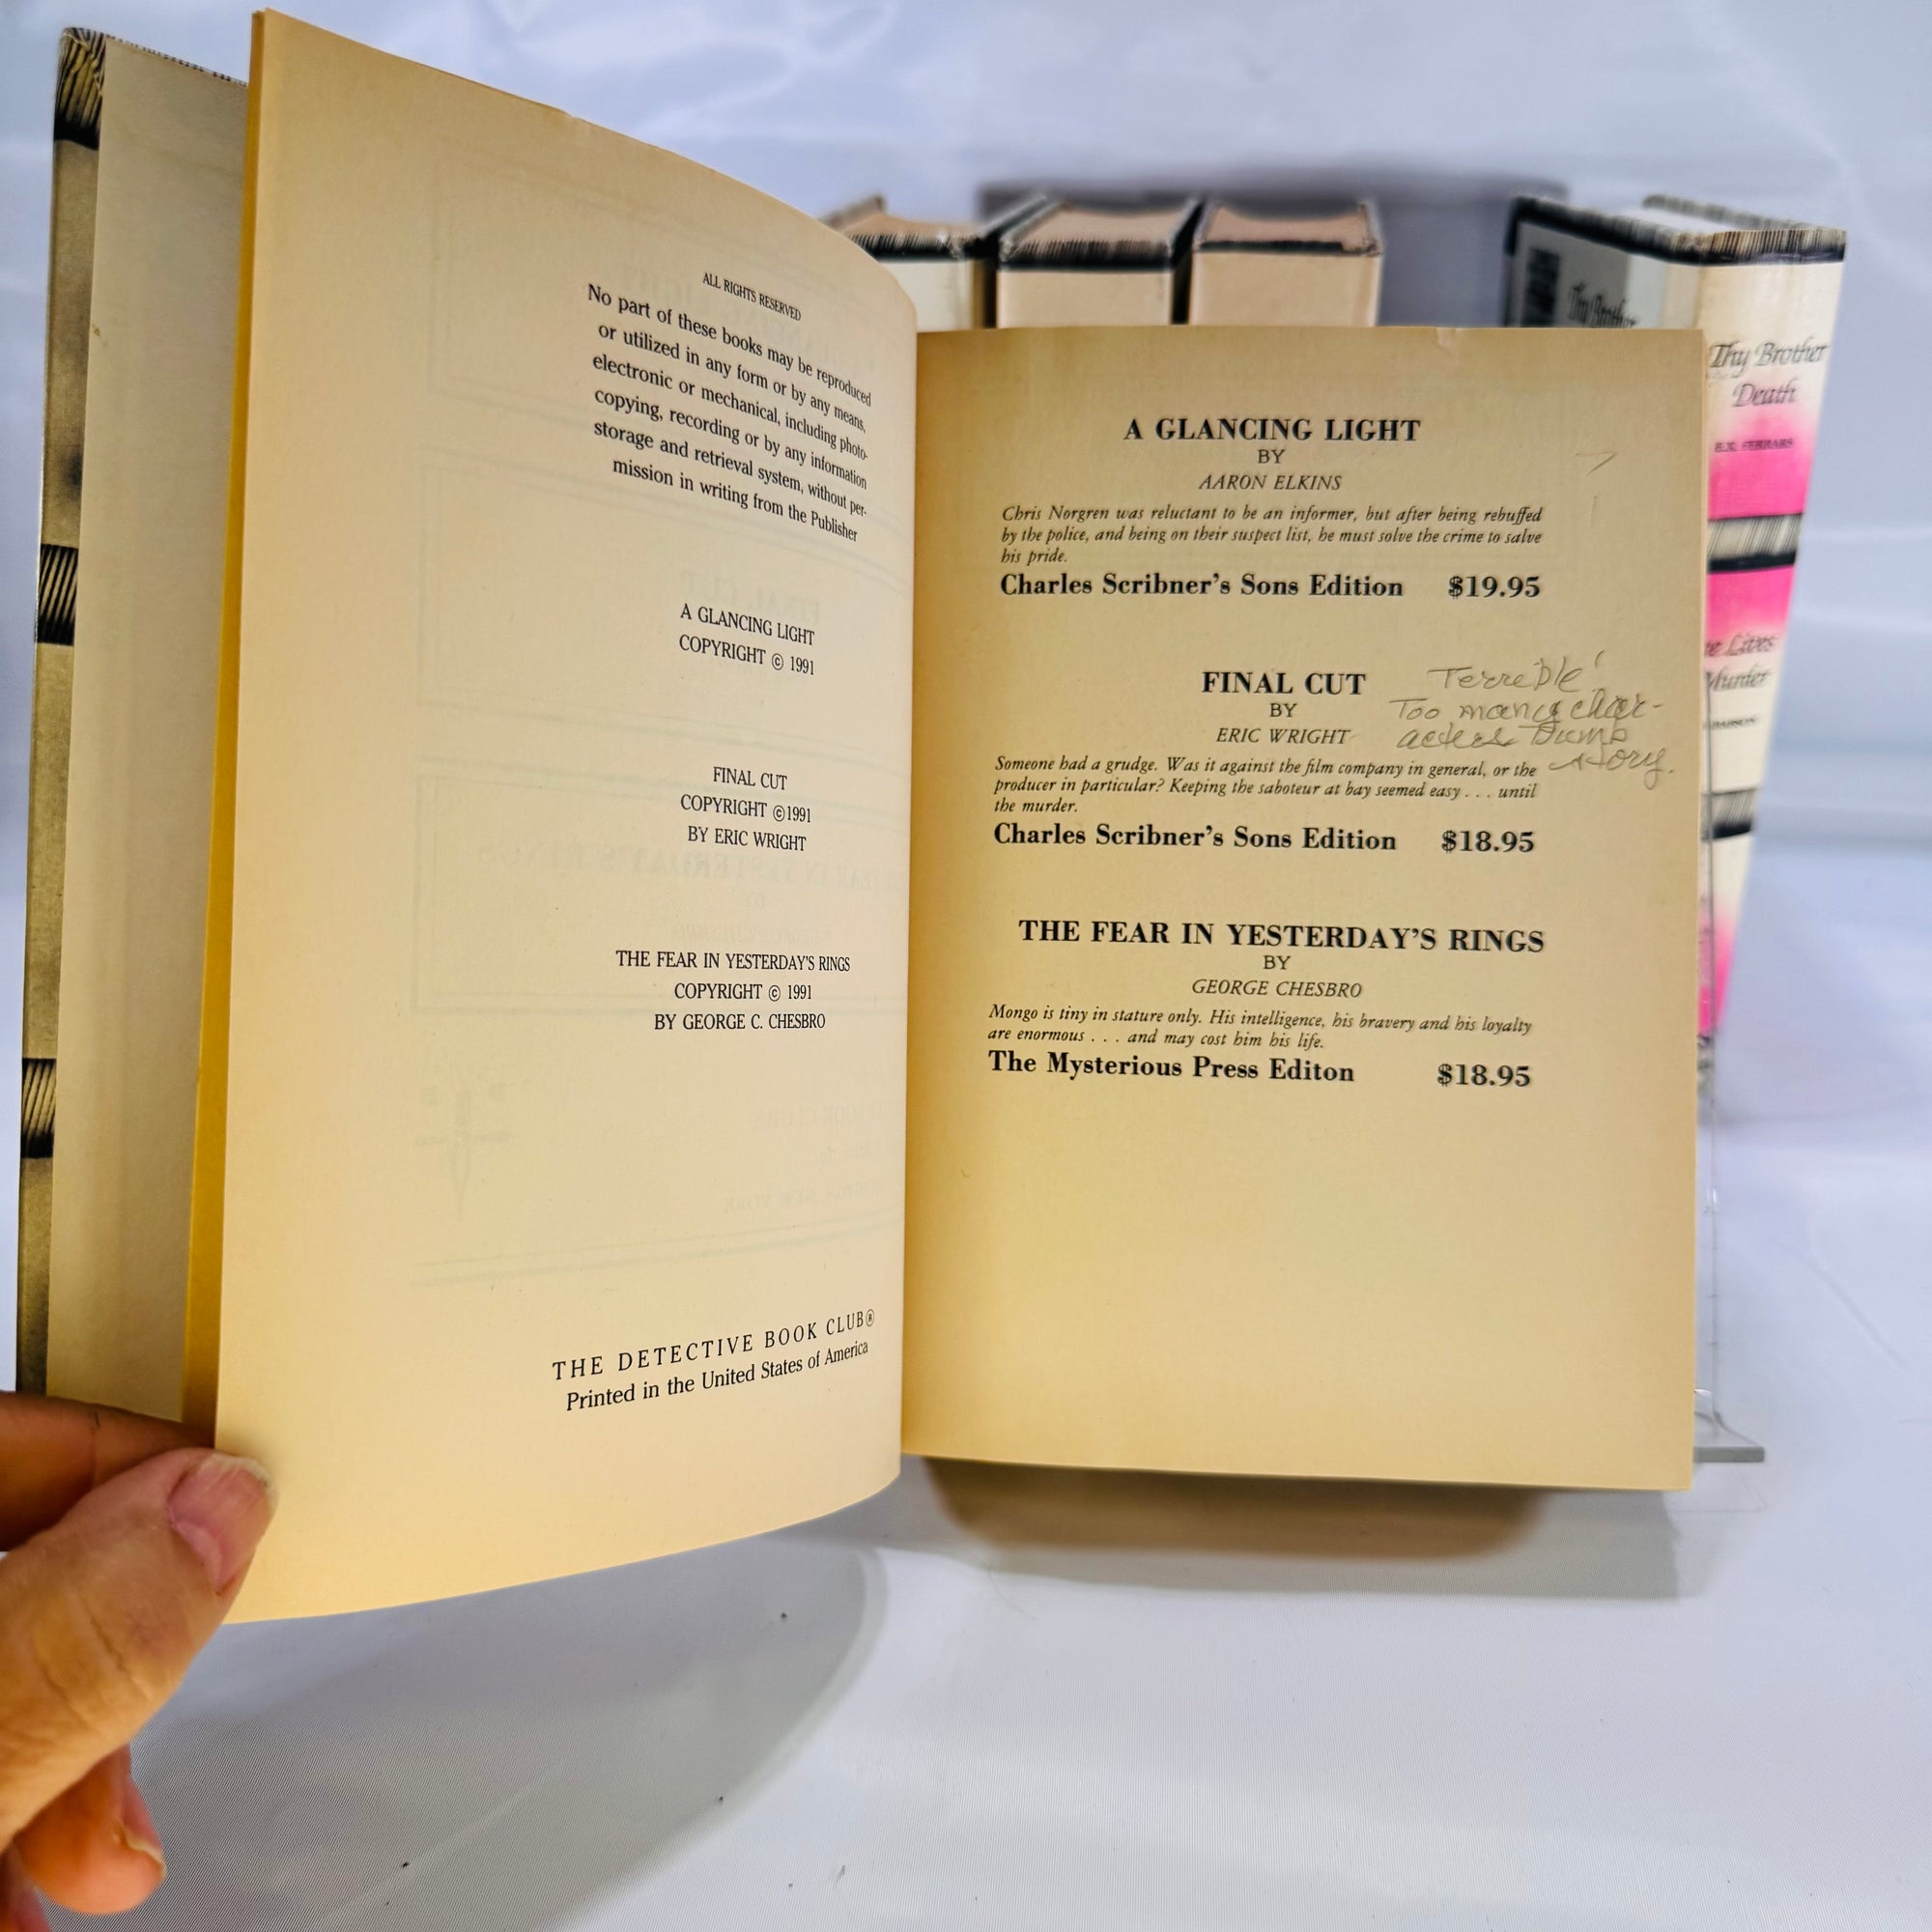 ALL RIGHTS RESERVED
No part of these books may be reproduced
or utilized in any form or by any means,
electronic or mechanical, including photo-
copying, recording or by any information
storage and retrieval system, without per-
mission in writing from the Publisher
A GLANCING LIGHT
COPYRIGHT © 1991
FINAL CUT
COPYRIGHT ©1991
BY ERIC WRIGHT
THE FEAR IN YESTERDAY'S RINGS
COPYRIGHT © 1991
BY GEORGE C. CHESBRO
THE DETECTIVE BOOK CLUB®
Printed in the United States of America
A GLANCING LIGHT
BY
AARON ELKINS
Chris Norgren was reluctant to be an informer, but after being rebuffed
by the police, and being on their suspect list, he must solve the crime to salve
his pride.
Charles Scribner's Sons Edition $19.95
FINAL CUT
BY
ERIC WRIGHT
Terrible!
Too many char-
acters Dumb
story.
Someone had a grudge. Was it against the film company in general, or the
producer in particular? Keeping the saboteur at bay seemed easy . . . until
the murder.
Charles Scribner's Sons Edition $18.95
THE FEAR IN YESTERDAY'S RINGS
BY
GEORGE CHESBRO
Mongo is tiny in stature only. His intelligence, his bravery and his loyalty
are enormous . . . and may cost him his life.
The Mysterious Press Editon $18.95
Thy Brother
Thy Brother
Death
E.X. FERRARS
Lives
Murder